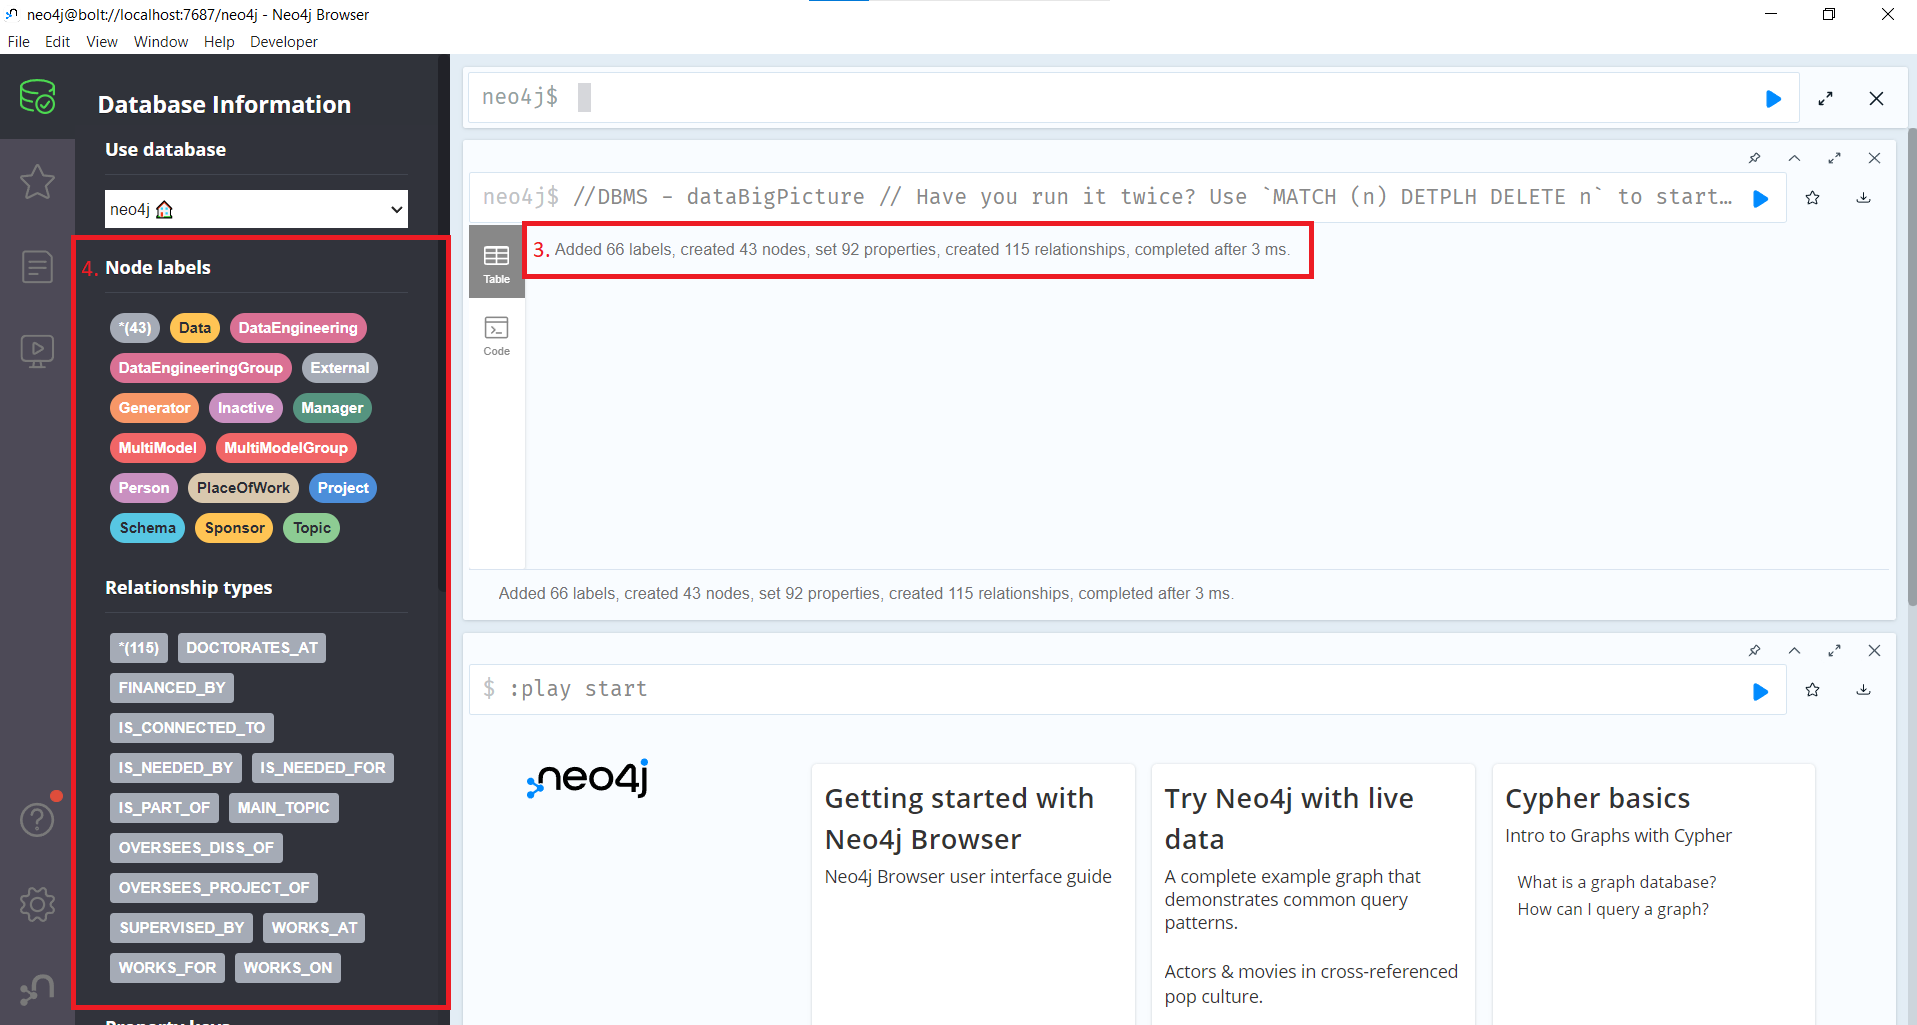 neo4j@bolt://localhost:7687/neo4j - Neo4j Browser
File Edit View Window Help Developer
Database Information
Use database
neo4j
4. Node labels
*(43) Data DataEngineering
DataEngineeringGroup External
Generator Inactive Manager
MultiModel MultiModelGroup
Person PlaceOfWork Project
Schema Sponsor Topic
Relationship types
*(115) DOCTORATES_AT
FINANCED_BY
IS_CONNECTED_TO
IS_NEEDED_BY IS_NEEDED_FOR
IS_PART_OF MAIN_TOPIC
OVERSEES_DISS_OF
OVERSEES_PROJECT_OF
SUPERVISED_BY WORKS_AT
WORKS_FOR WORKS_ON
Property keys
neo4j$
neo4j$ //DBMS - dataBigPicture // Have you run it twice? Use `MATCH (n) DETPLH DELETE n` to start…
Table
3. Added 66 labels, created 43 nodes, set 92 properties, created 115 relationships, completed after 3 ms.
Code
Added 66 labels, created 43 nodes, set 92 properties, created 115 relationships, completed after 3 ms.
$ :play start
neo4j
Getting started with
Neo4j Browser
Neo4j Browser user interface guide
Try Neo4j with live
data
A complete example graph that
demonstrates common query
patterns.
Actors & movies in cross-referenced
pop culture.
Cypher basics
Intro to Graphs with Cypher
What is a graph database?
How can I query a graph?